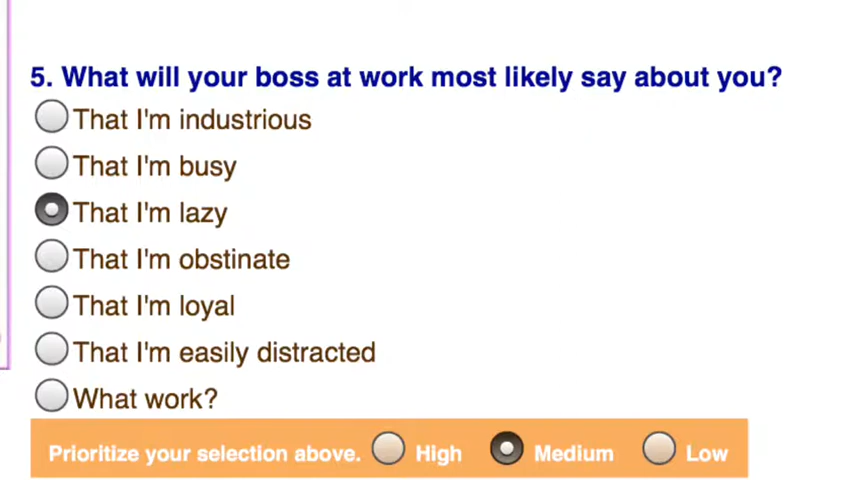 5. What will your boss at work most likely say about you?
That I'm industrious
That I'm busy
That I'm lazy
That I'm obstinate
That I'm loyal
That I'm easily distracted
What work?
Prioritize your selection above. High Medium Low